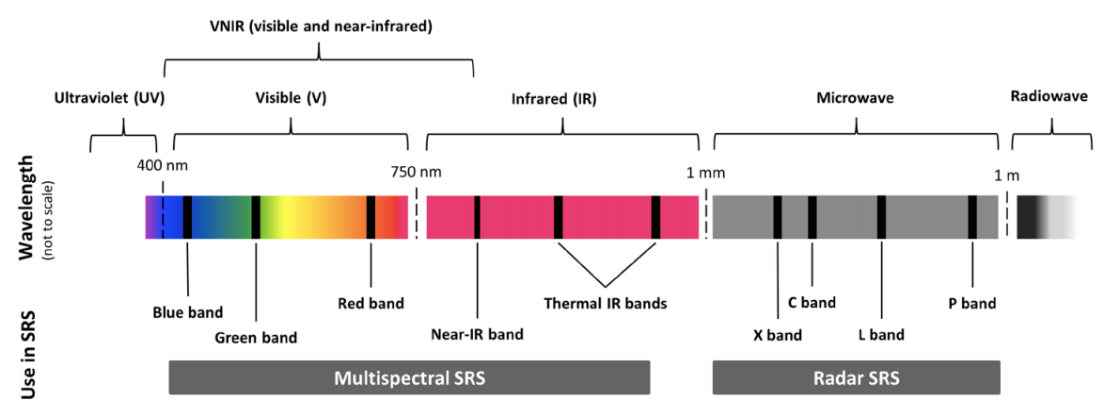 VNIR (visible and near-infrared)
Ultraviolet (UV)
Visible (V)
Infrared (IR)
Microwave
Radiowave
400 nm
750 nm
1 mm
1 m
Wavelength
(not to scale)
Blue band
Green band
Red band
Near-IR band
Thermal IR bands
X band
C band
L band
P band
Use in SRS
Multispectral SRS
Radar SRS